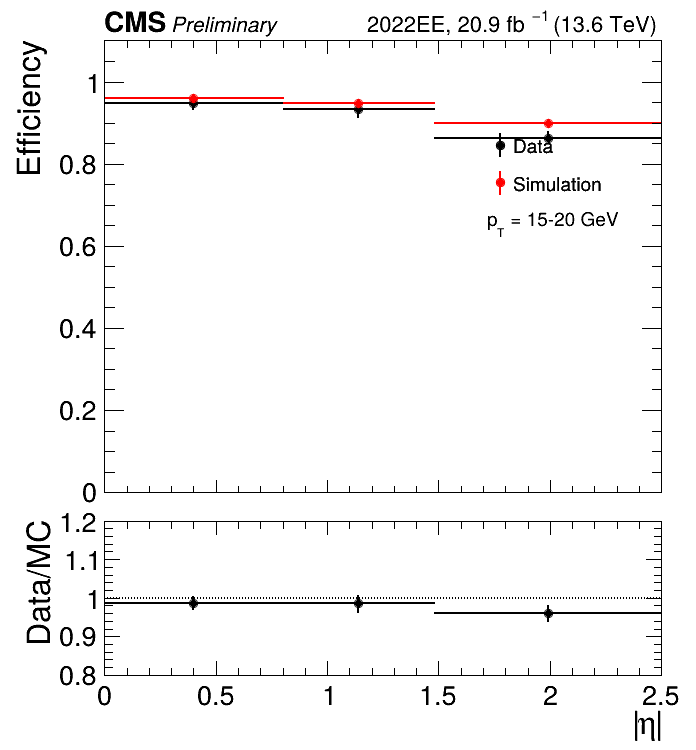 CMS Preliminary 2022EE, 20.9 fb⁻¹ (13.6 TeV)
Efficiency
1
0.8
0.6
0.4
0.2
0
Data
Simulation
p_T = 15-20 GeV
Data/MC
1.2
1.1
1
0.9
0.8
0 0.5 1 1.5 2 2.5
|η|